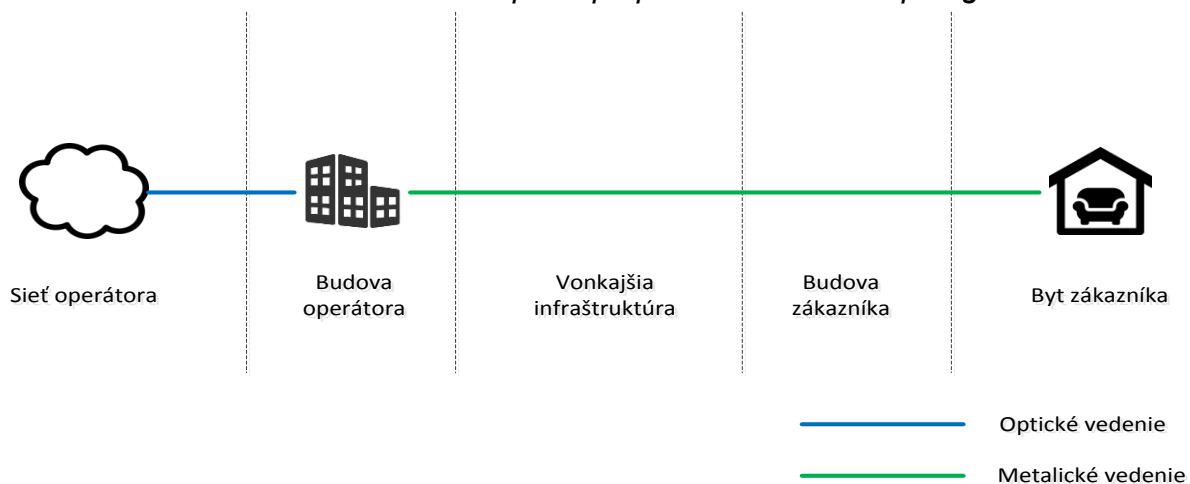 Sieť operátora
Budova
operátora
Vonkajšia
infraštruktúra
Budova
zákazníka
Byt zákazníka
Optické vedenie
Metalické vedenie